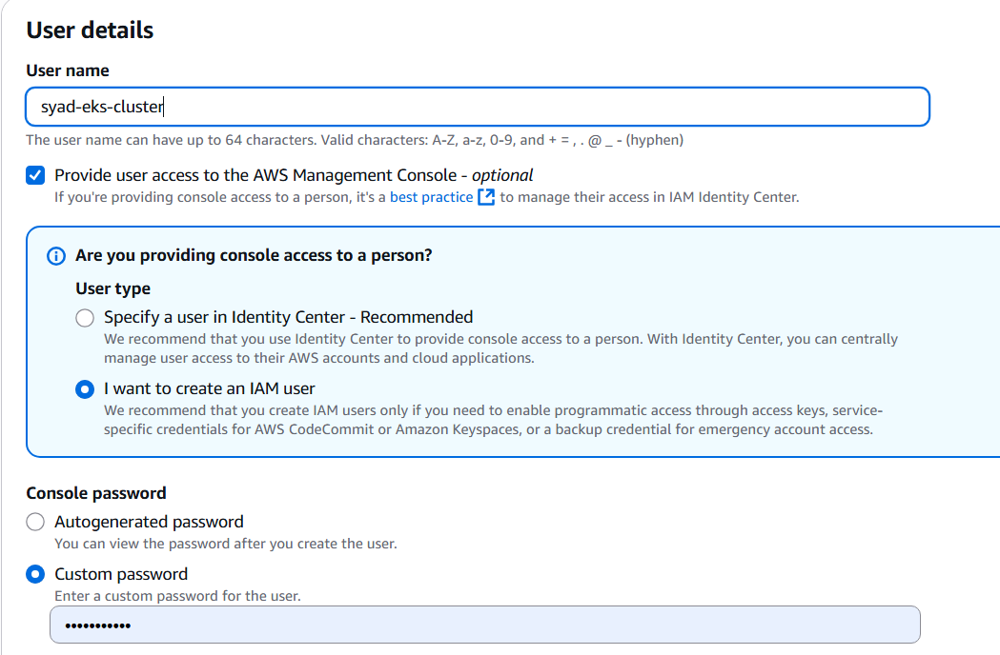 User details
User name
syad-eks-cluster
The user name can have up to 64 characters. Valid characters: A-Z, a-z, 0-9, and + = , . @ _ - (hyphen)
Provide user access to the AWS Management Console - optional
If you're providing console access to a person, it's a best practice to manage their access in IAM Identity Center.
Are you providing console access to a person?
User type
Specify a user in Identity Center - Recommended
We recommend that you use Identity Center to provide console access to a person. With Identity Center, you can centrally
manage user access to their AWS accounts and cloud applications.
I want to create an IAM user
We recommend that you create IAM users only if you need to enable programmatic access through access keys, service-
specific credentials for AWS CodeCommit or Amazon Keyspaces, or a backup credential for emergency account access.
Console password
Autogenerated password
You can view the password after you create the user.
Custom password
Enter a custom password for the user.
•••••••••••